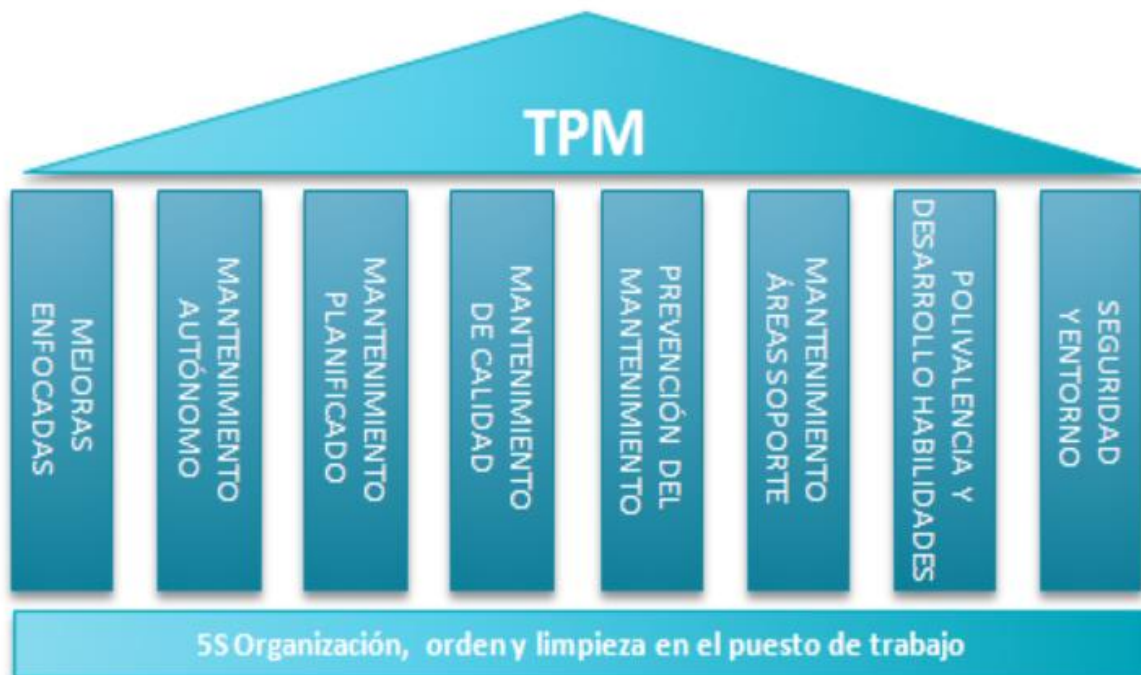 TPM
MEJORAS
ENFOCADAS
MANTENIMIENTO
AUTÓNOMO
MANTENIMIENTO
PLANIFICADO
MANTENIMIENTO
DE CALIDAD
PREVENCIÓN DEL
MANTENIMIENTO
MANTENIMIENTO
ÁREAS SOPORTE
POLIVALENCIA Y
DESARROLLO HABILIDADES
SEGURIDAD
Y ENTORNO
5S Organización, orden y limpieza en el puesto de trabajo